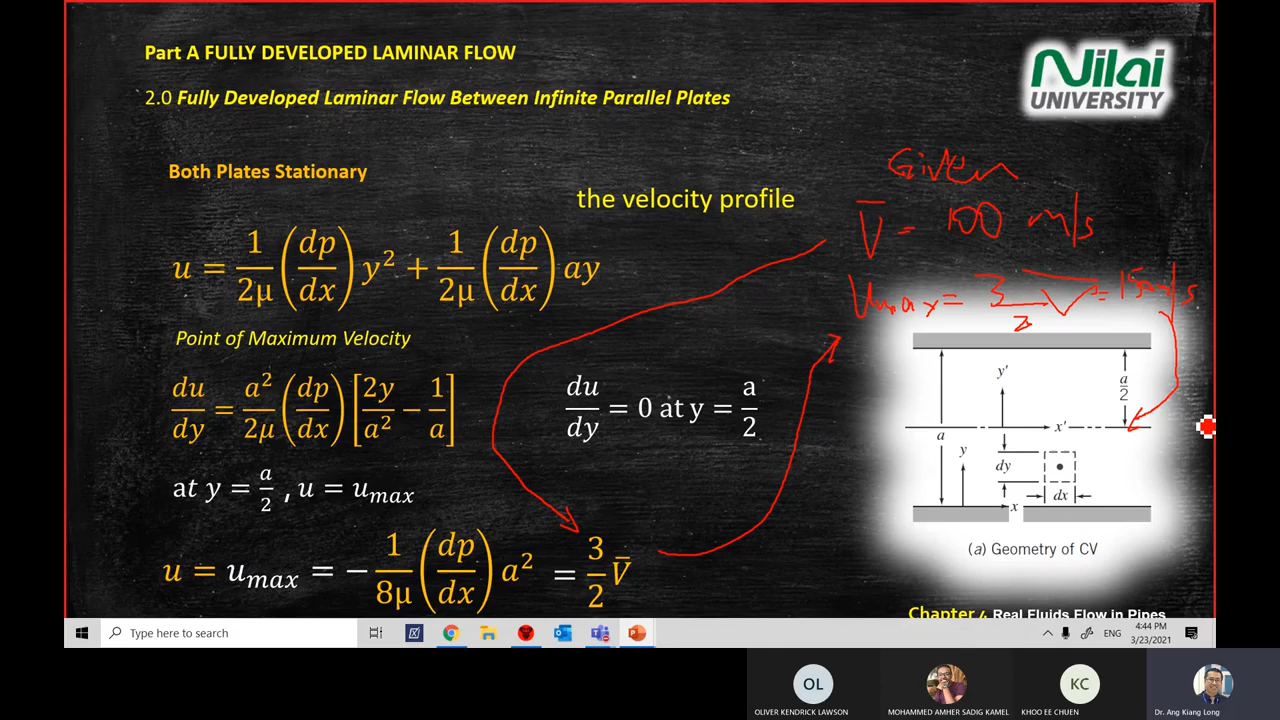 Part A FULLY DEVELOPED LAMINAR FLOW
Nilai
UNIVERSITY
2.0 Fully Developed Laminar Flow Between Infinite Parallel Plates
Both Plates Stationary
the velocity profile
Given
V̅ = 100 m/s
Umax = 3/2 V̅ = 150m/s
u = 1/2μ (dp/dx) y² + 1/2μ (dp/dx) ay
Point of Maximum Velocity
du/dy = a²/2μ (dp/dx) [2y/a² − 1/a]
du/dy = 0 at y = a/2
at y = a/2 , u = uₘₐₓ
u = uₘₐₓ = − 1/8μ (dp/dx) a² = 3/2 V̅
y'
a/2
x'
a
y
dy
dx
x
(a) Geometry of CV
Chapter 4 Real Fluids Flow in Pipes
Type here to search
ENG
4:44 PM
3/23/2021
OL
KC
OLIVER KENDRICK LAWSON
MOHAMMED AMHER SADIG KAMEL
KHOO EE CHUEN
Dr. Ang Kiang Long